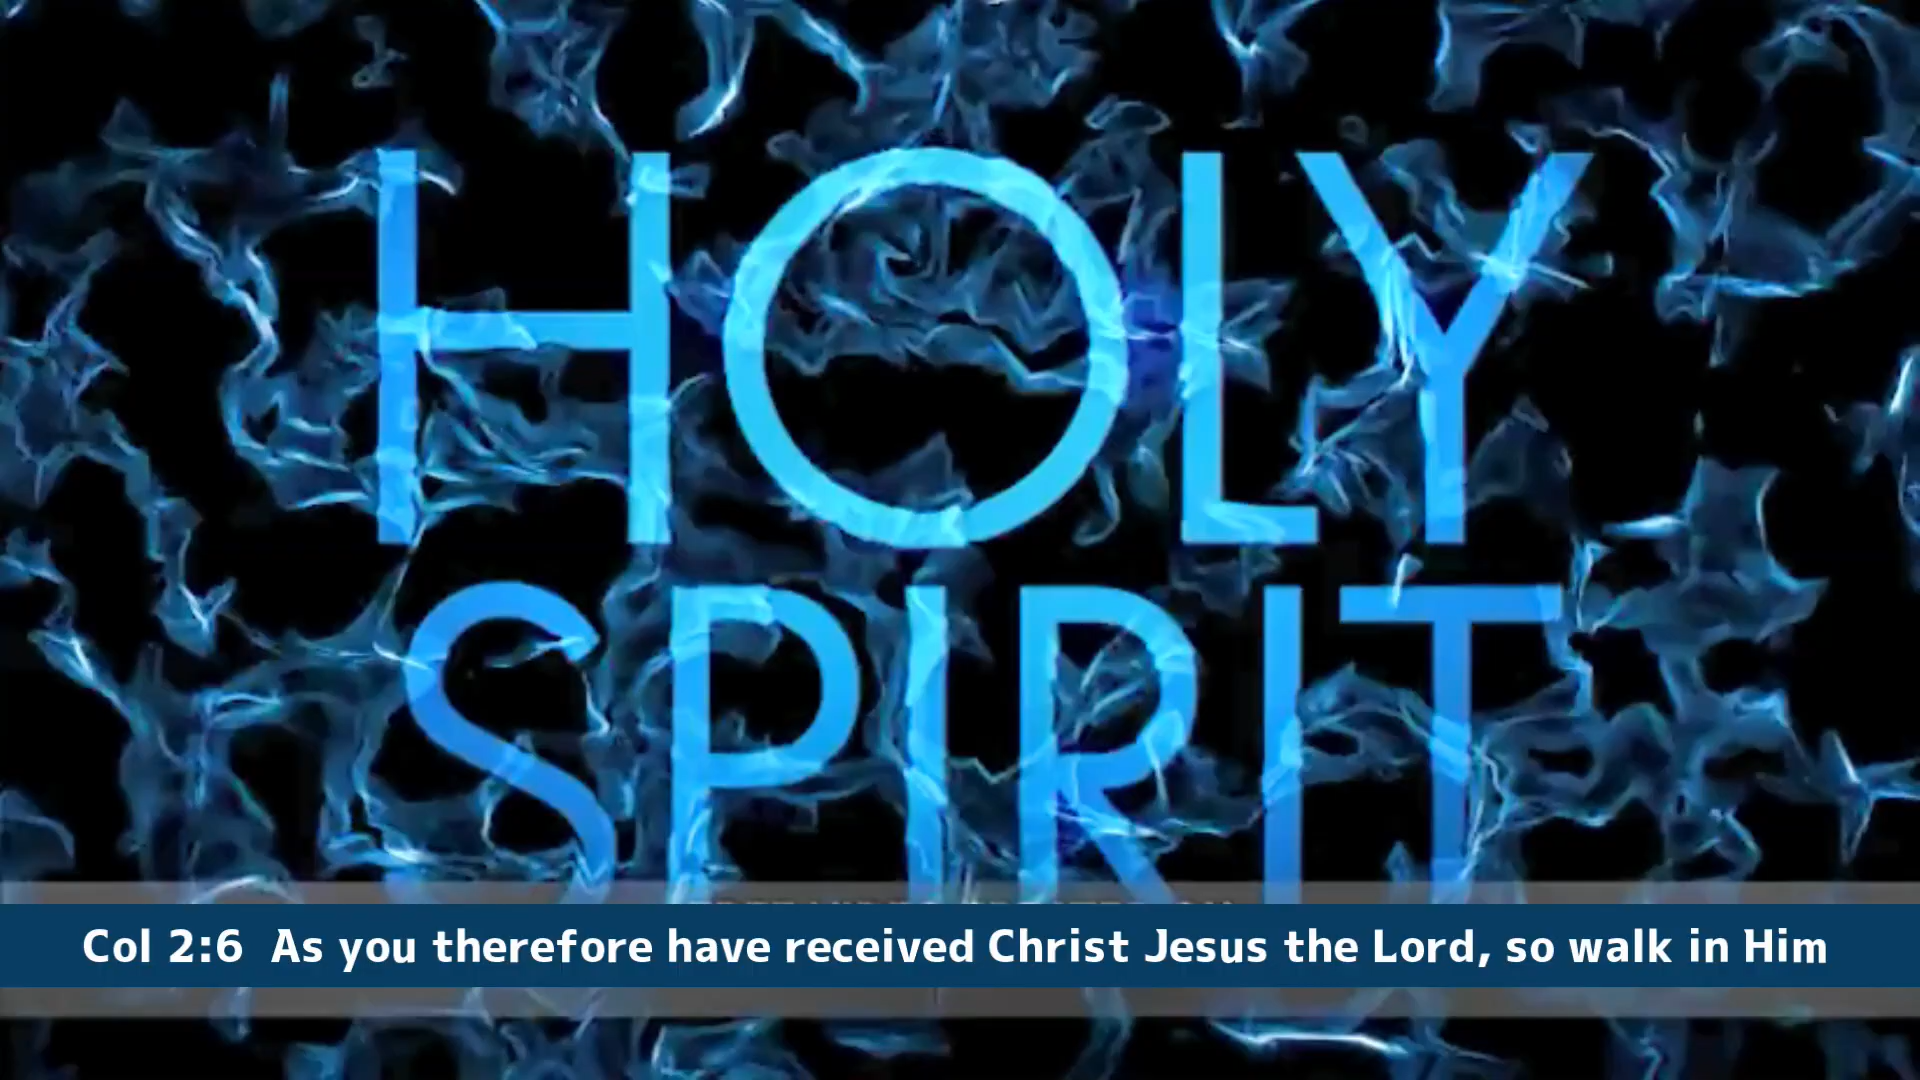 HOLY
SPIRIT
Col 2:6 As you therefore have received Christ Jesus the Lord, so walk in Him